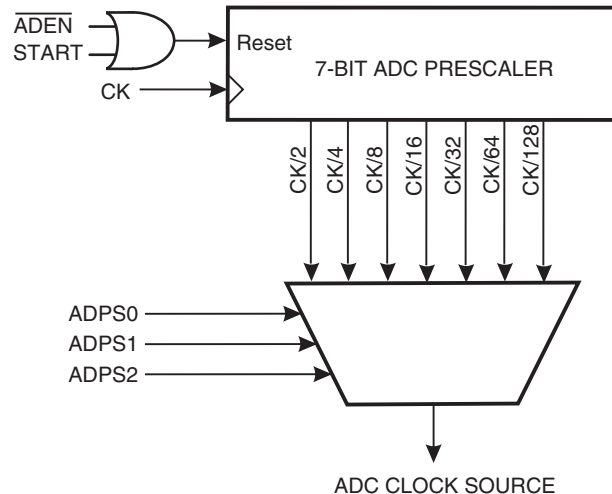 ADEN
START
Reset
7-BIT ADC PRESCALER
CK
CK/2
CK/4
CK/8
CK/16
CK/32
CK/64
CK/128
ADPS0
ADPS1
ADPS2
ADC CLOCK SOURCE